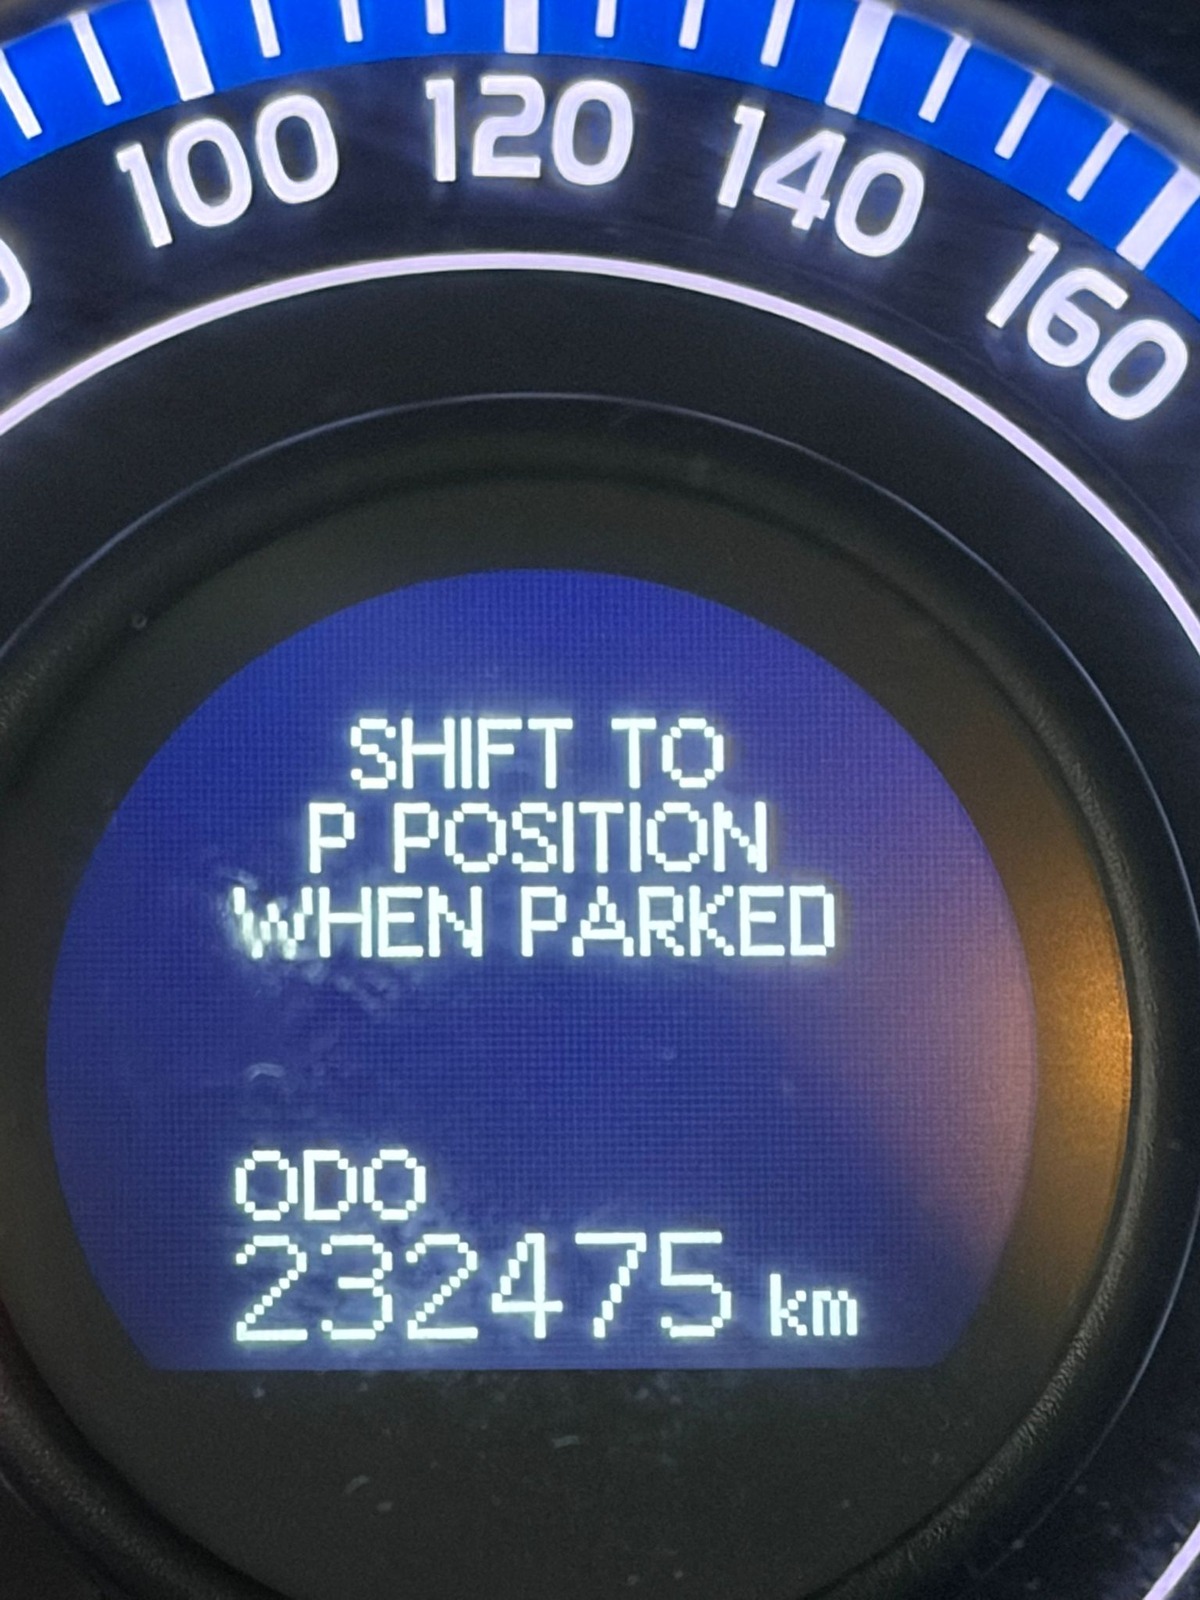 100
120
140
160
SHIFT TO
P POSITION
WHEN PARKED
ODO
232475 km